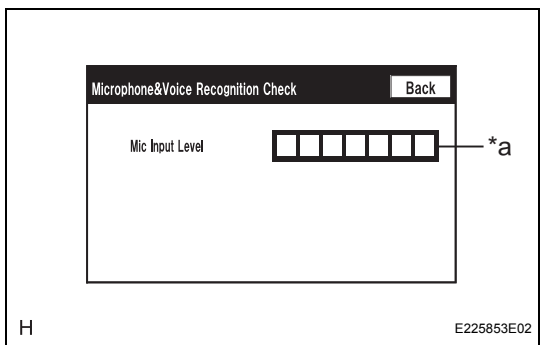 Microphone&Voice Recognition Check Back
Mic Input Level *a
H E225853E02